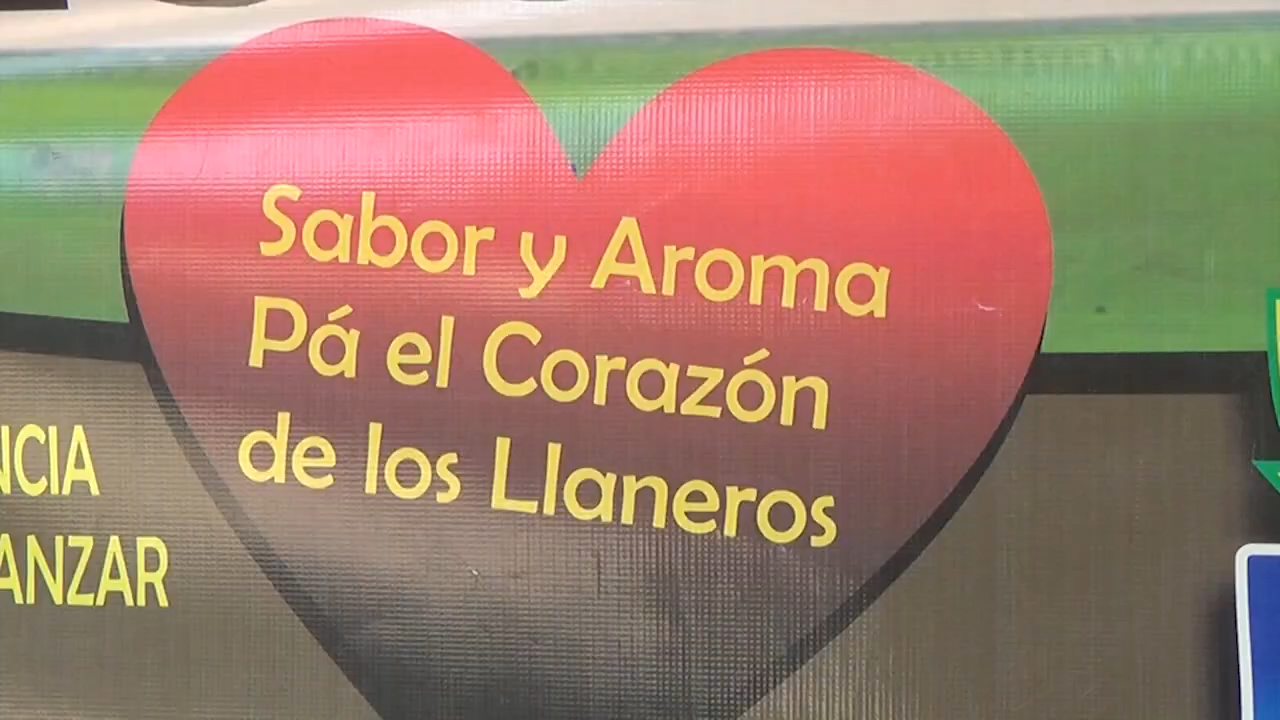 Sabor y Aroma
Pá el Corazón
de los Llaneros
NCIA
ANZAR